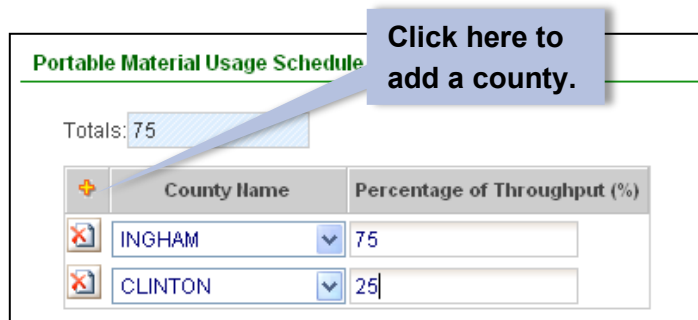 Click here to
add a county.
Portable Material Usage Schedule
Totals: 75
County Name Percentage of Throughput (%)
INGHAM 75
CLINTON 25